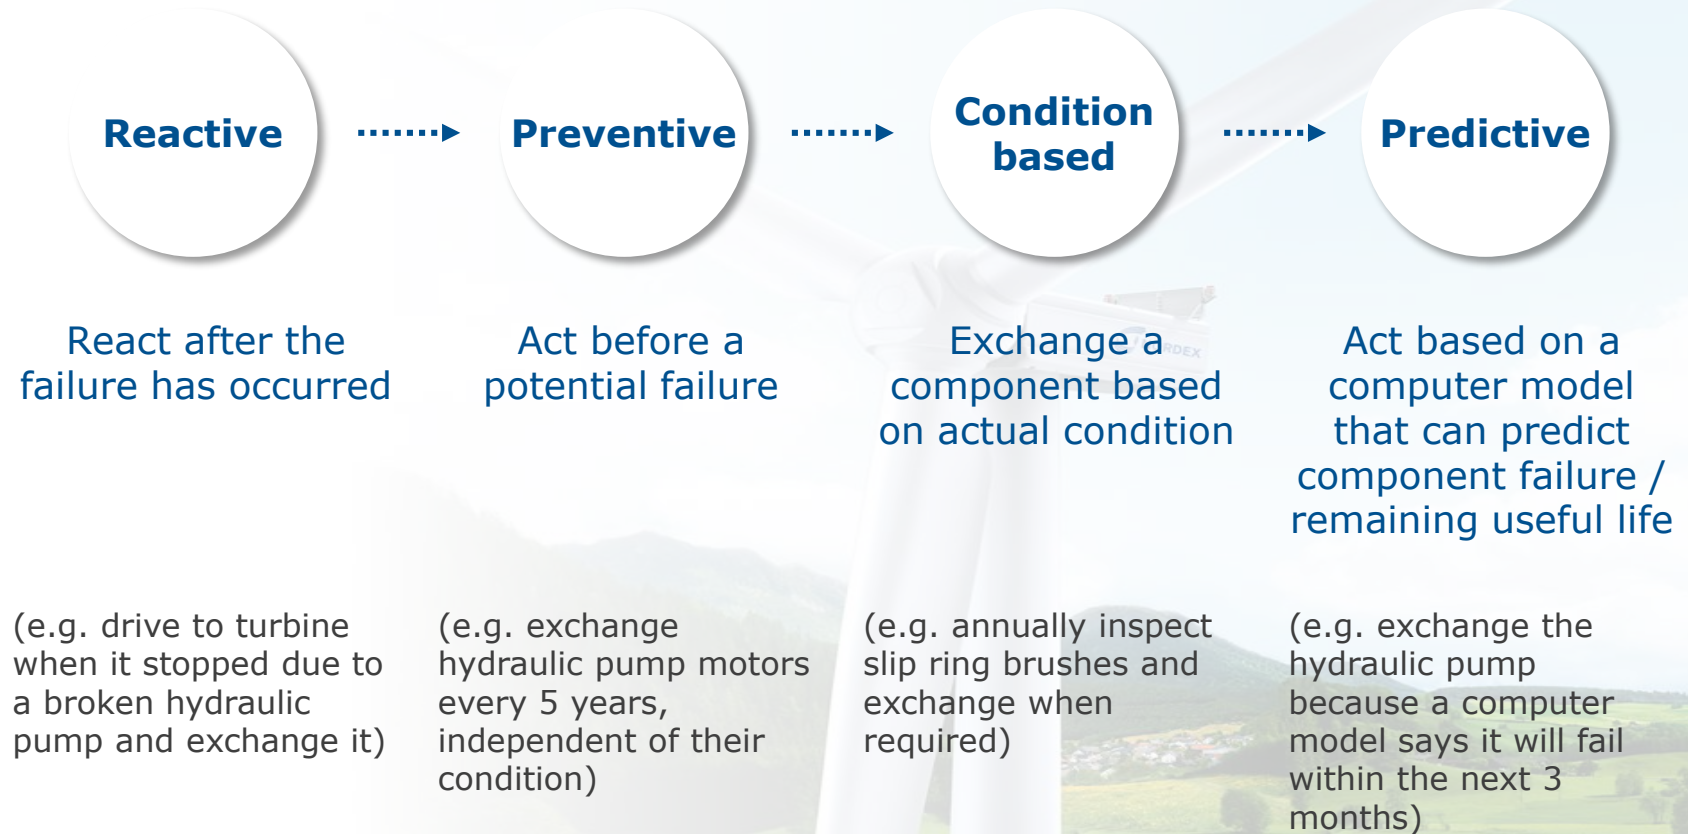 Reactive
Preventive
Condition
based
Predictive
React after the
failure has occurred
Act before a
potential failure
Exchange a
component based
on actual condition
Act based on a
computer model
that can predict
component failure /
remaining useful life
(e.g. drive to turbine
when it stopped due to
a broken hydraulic
pump and exchange it)
(e.g. exchange
hydraulic pump motors
every 5 years,
independent of their
condition)
(e.g. annually inspect
slip ring brushes and
exchange when
required)
(e.g. exchange the
hydraulic pump
because a computer
model says it will fail
within the next 3
months)